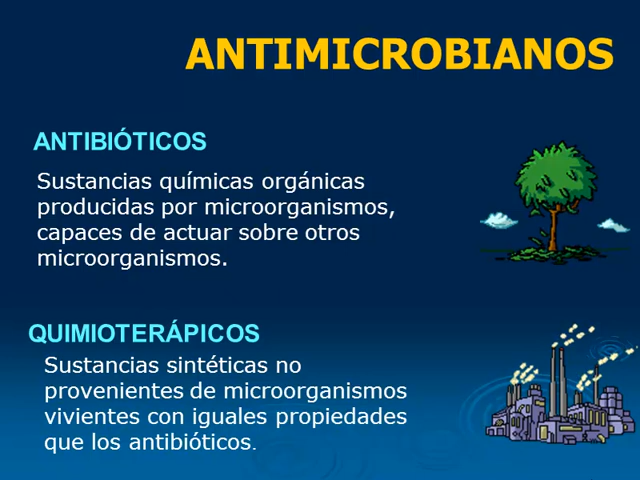 ANTIMICROBIANOS
ANTIBIÓTICOS
Sustancias químicas orgánicas
producidas por microorganismos,
capaces de actuar sobre otros
microorganismos.
QUIMIOTERÁPICOS
Sustancias sintéticas no
provenientes de microorganismos
vivientes con iguales propiedades
que los antibióticos.